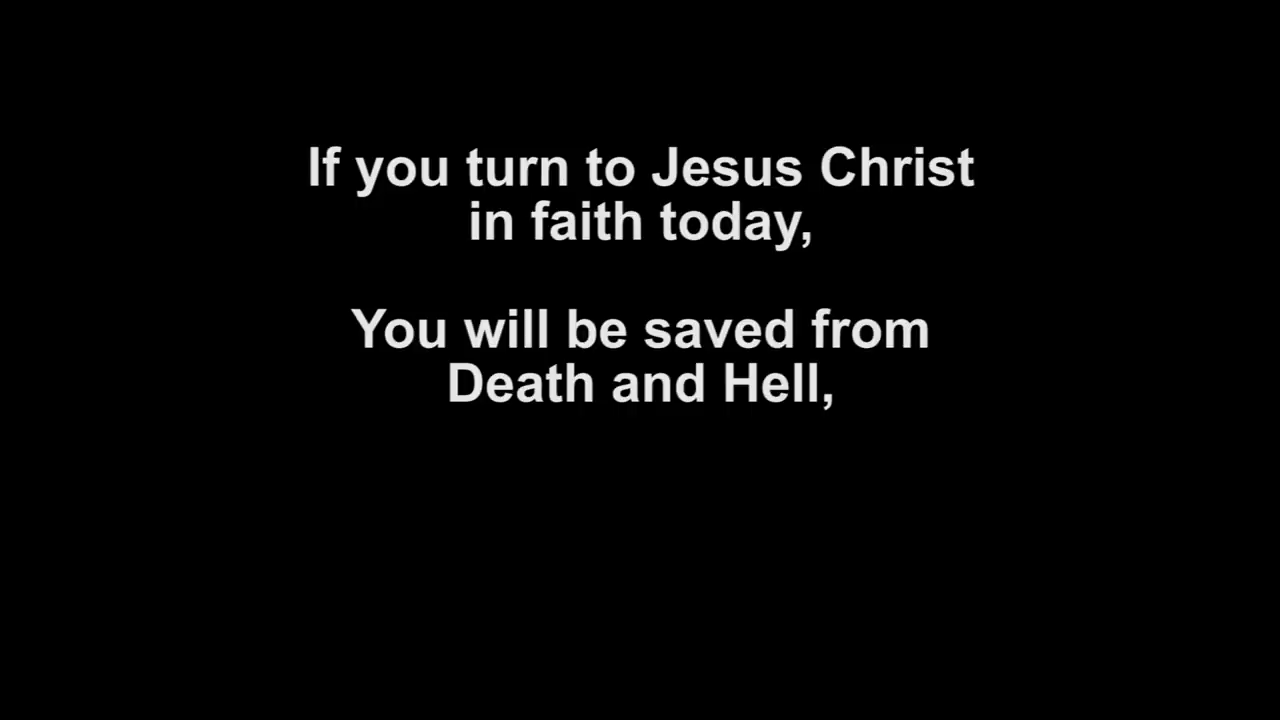 If you turn to Jesus Christ
in faith today,
You will be saved from
Death and Hell,